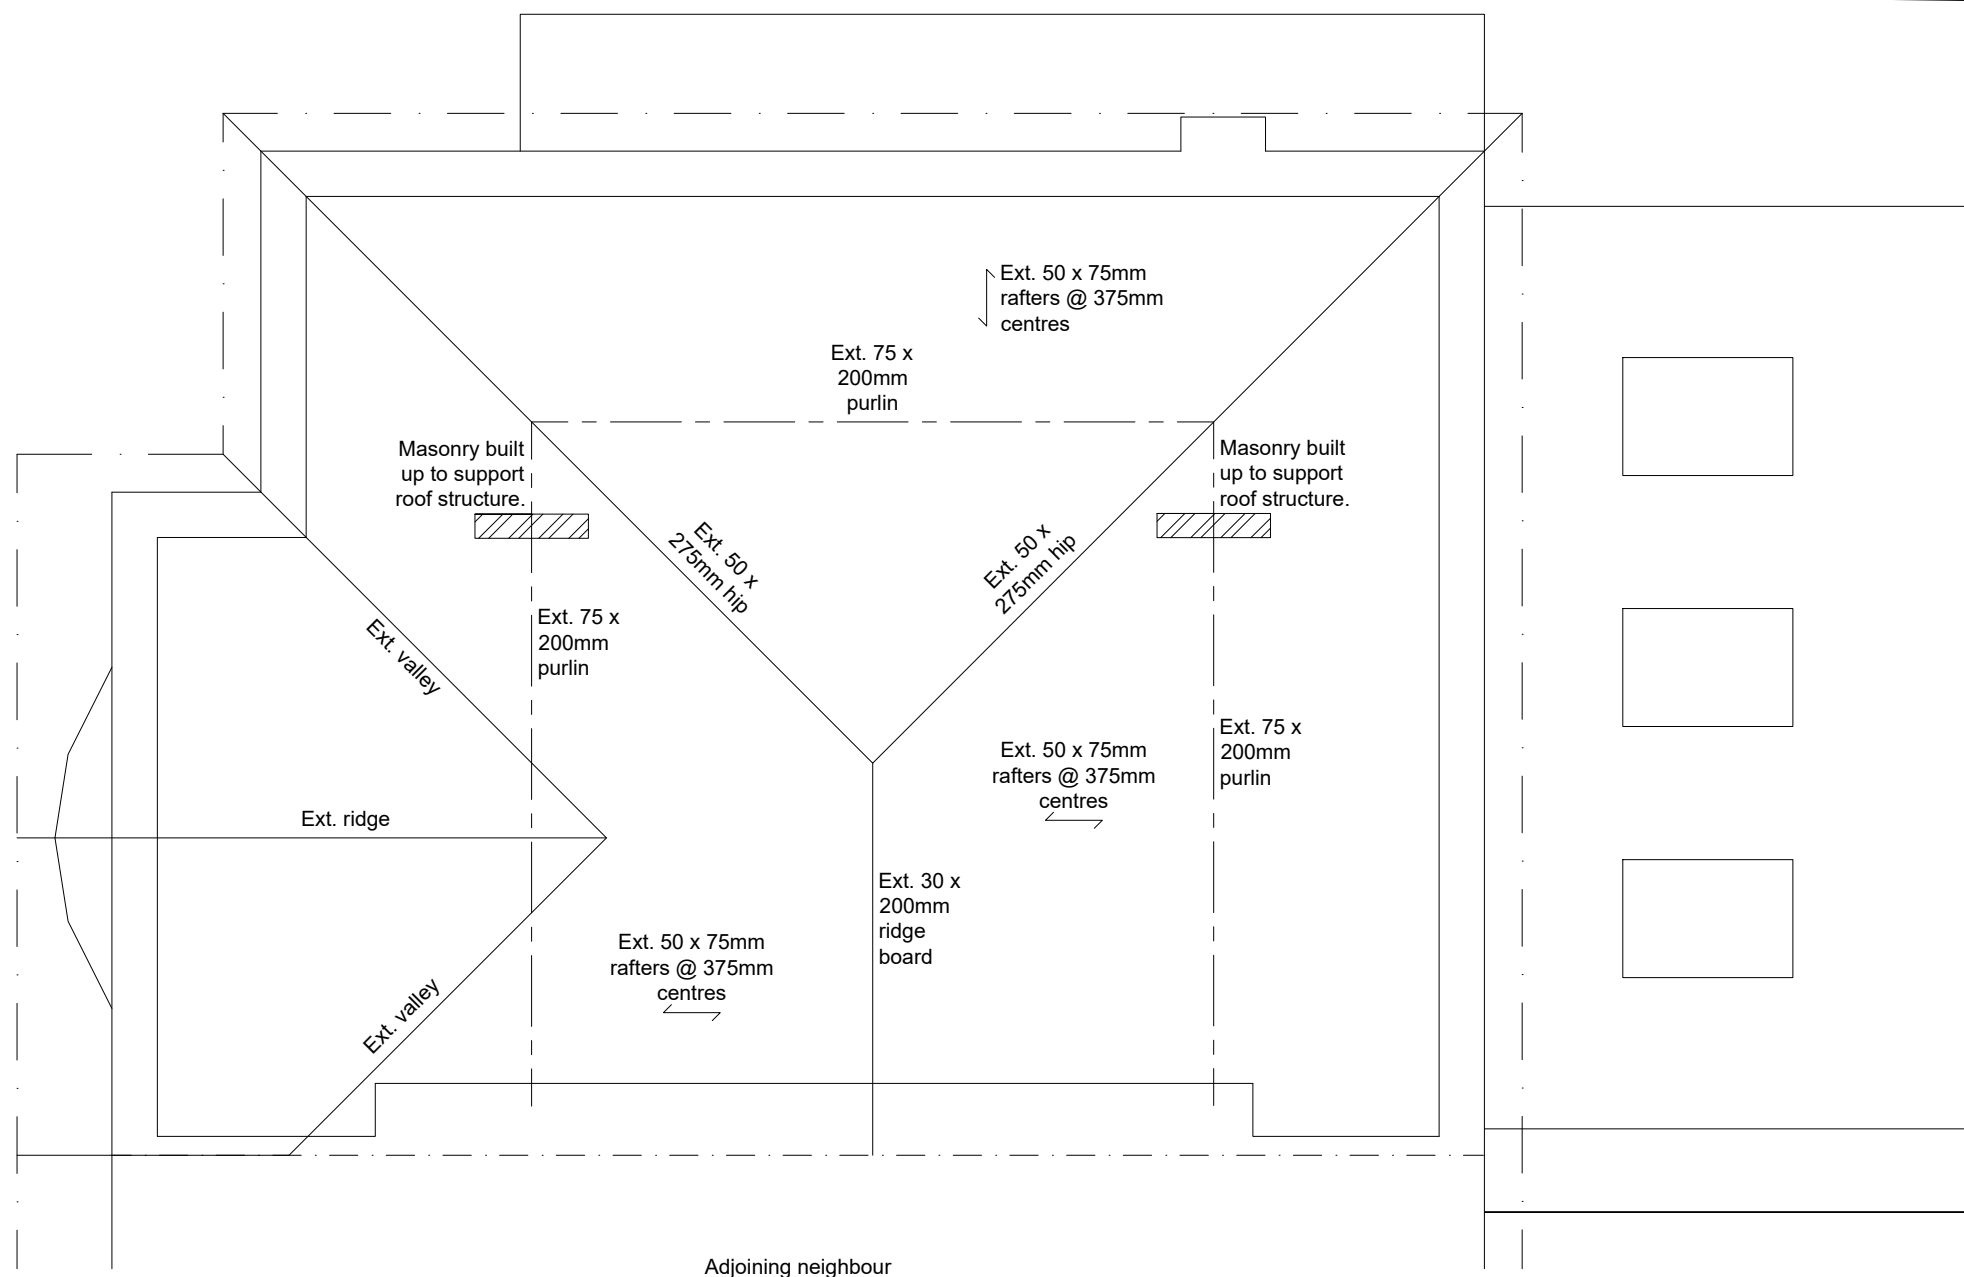 Ext. 50 x 75mm
rafters @ 375mm
centres
Ext. 75 x
200mm
purlin
Masonry built
up to support
roof structure.
Masonry built
up to support
roof structure.
Ext. 50 x
275mm hip
Ext. 50 x
275mm hip
Ext. 75 x
200mm
purlin
Ext. valley
Ext. 75 x
200mm
purlin
Ext. 50 x 75mm
rafters @ 375mm
centres
Ext. ridge
Ext. 30 x
200mm
ridge
board
Ext. 50 x 75mm
rafters @ 375mm
centres
Ext. valley
Adjoining neighbour